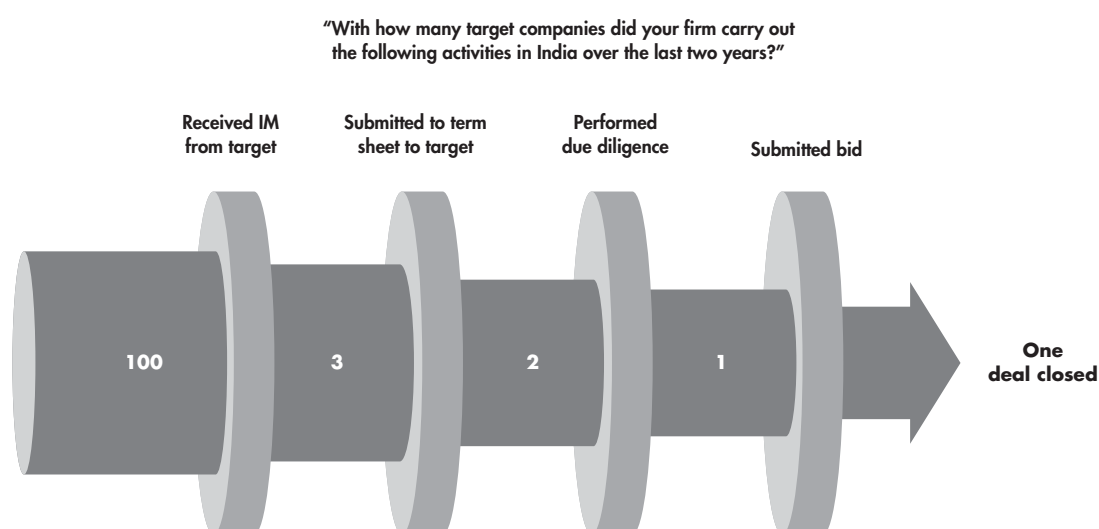 “With how many target companies did your firm carry out
the following activities in India over the last two years?”
Received IM
from target
Submitted to term
sheet to target
Performed
due diligence
Submitted bid
100
3
2
1
One
deal closed